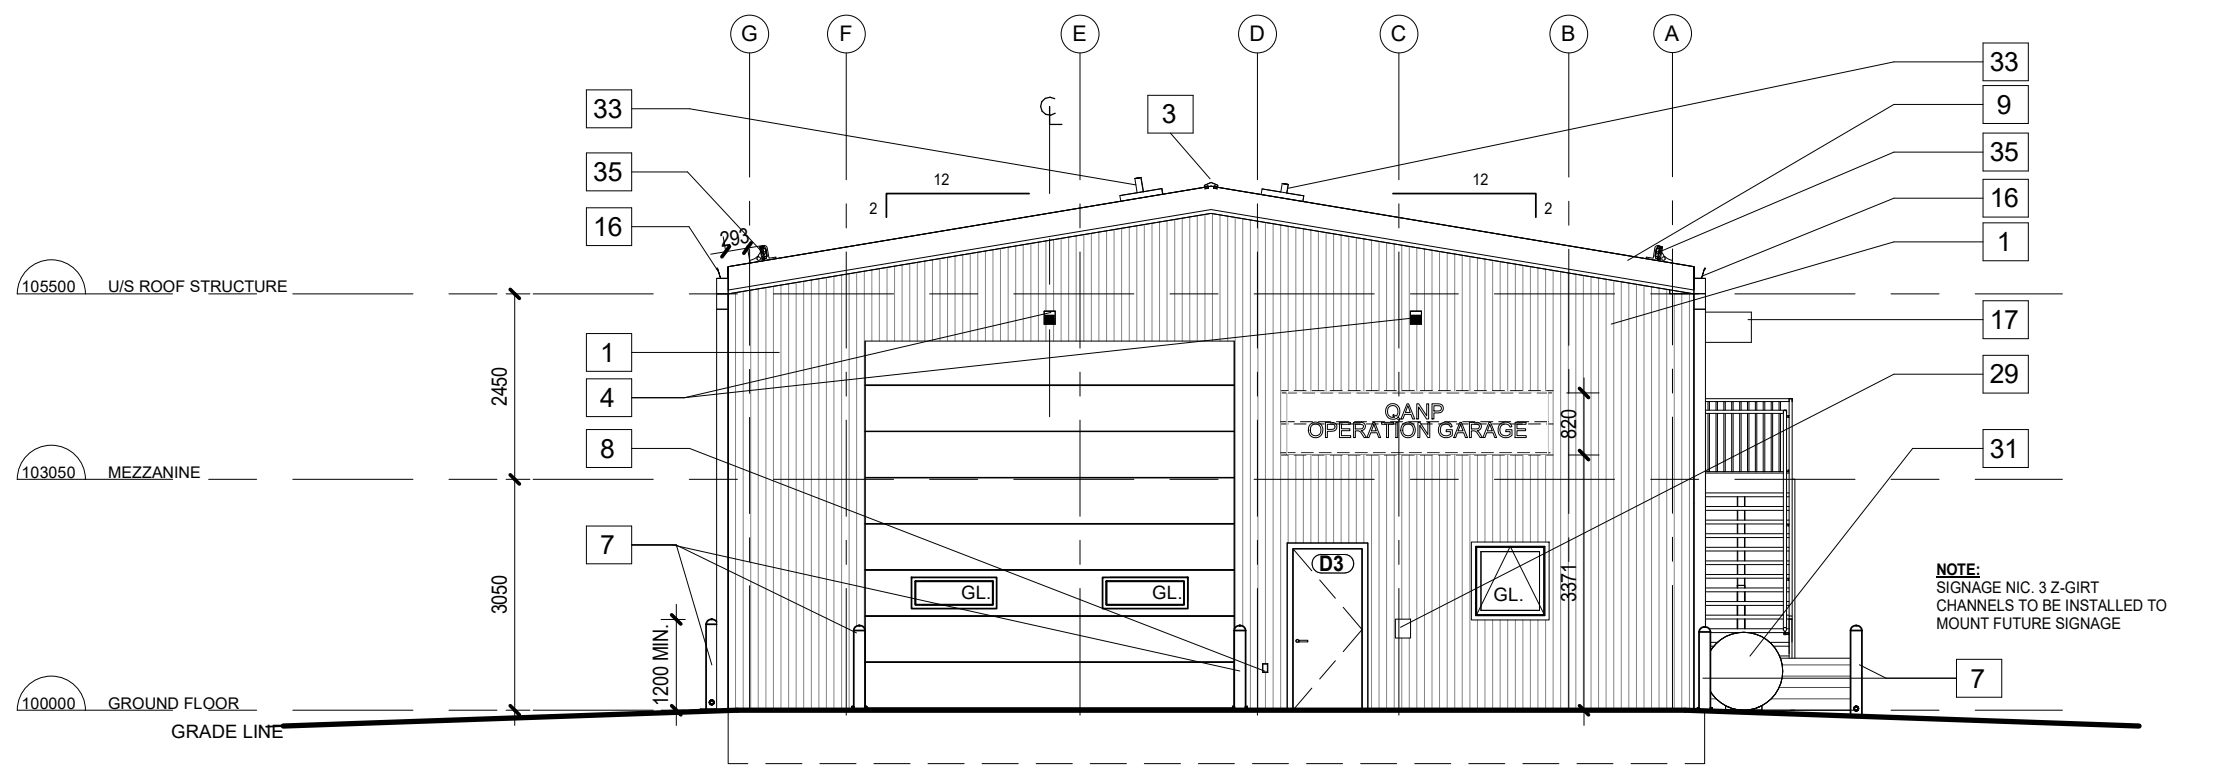 G F E D C B A
33
33
3
9
35
35
12
12
2
2
16
16
293
1
105500 U/S ROOF STRUCTURE
17
1
2450
29
4
QANP
OPERATION GARAGE
820
8
31
103050 MEZZANINE
7
D3
3050
GL.
GL.
GL.
3371
NOTE:
SIGNAGE NIC. 3 Z-GIRT
CHANNELS TO BE INSTALLED TO
MOUNT FUTURE SIGNAGE
1200 MIN.
7
100000 GROUND FLOOR
GRADE LINE